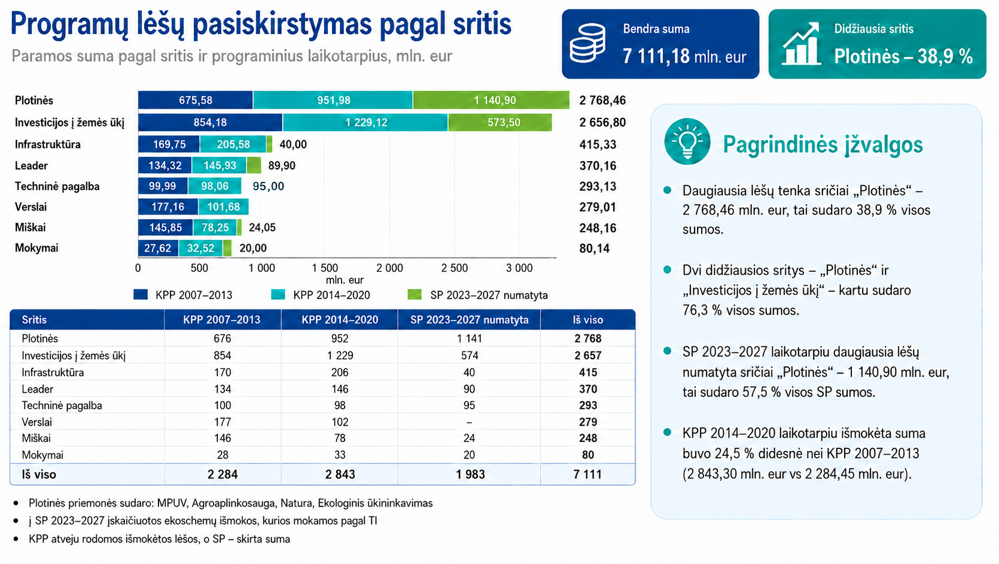 Programų lėšų pasiskirstymas pagal sritis
Paramos suma pagal sritis ir programinius laikotarpius, mln. eur
Bendra suma
7 111,18 mln. eur
Didžiausia sritis
Plotinės – 38,9 %
Plotinės 675,58 951,98 1 140,90 2 768,46
Investicijos į žemės ūkį 854,18 1 229,12 573,50 2 656,80
Infrastruktūra 169,75 205,58 40,00 415,33
Leader 134,32 145,93 89,90 370,16
Techninė pagalba 99,99 98,06 95,00 293,13
Verslai 177,16 101,68 279,01
Miškai 145,85 78,25 24,05 248,16
Mokymai 27,62 32,52 20,00 80,14
0 500 1 000 1 500 2 000 2 500 3 000
mln. eur
KPP 2007–2013 KPP 2014–2020 SP 2023–2027 numatyta
Sritis KPP 2007–2013 KPP 2014–2020 SP 2023–2027 numatyta Iš viso
Plotinės 676 952 1 141 2 768
Investicijos į žemės ūkį 854 1 229 574 2 657
Infrastruktūra 170 206 40 415
Leader 134 146 90 370
Techninė pagalba 100 98 95 293
Verslai 177 102 – 279
Miškai 146 78 24 248
Mokymai 28 33 20 80
Iš viso 2 284 2 843 1 983 7 111
• Plotinės priemonės sudaro: MPUV, Agroaplinkosauga, Natura, Ekologinis ūkininkavimas
• į SP 2023–2027 įskaičiuotos ekoschemų išmokos, kurios mokamos pagal TI
• KPP atveju rodomos išmokėtos lėšos, o SP – skirta suma
Pagrindinės įžvalgos
• Daugiausia lėšų tenka sričiai „Plotinės“ –
2 768,46 mln. eur, tai sudaro 38,9 % visos
sumos.
• Dvi didžiausios sritys – „Plotinės“ ir
„Investicijos į žemės ūkį“ – kartu sudaro
76,3 % visos sumos.
• SP 2023–2027 laikotarpiu daugiausia lėšų
numatyta sričiai „Plotinės“ – 1 140,90 mln. eur,
tai sudaro 57,5 % visos SP sumos.
• KPP 2014–2020 laikotarpiu išmokėta suma
buvo 24,5 % didesnė nei KPP 2007–2013
(2 843,30 mln. eur vs 2 284,45 mln. eur).